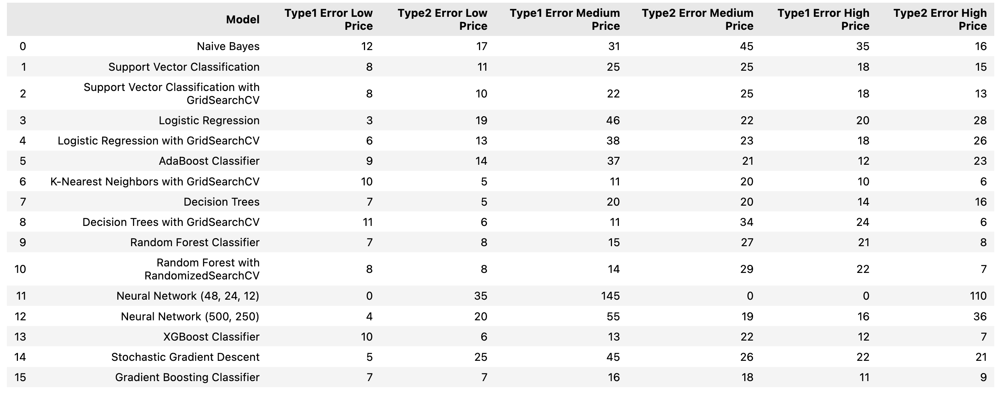 Model Type1 Error Low Price Type2 Error Low Price Type1 Error Medium Price Type2 Error Medium Price Type1 Error High Price Type2 Error High Price
0 Naive Bayes 12 17 31 45 35 16
1 Support Vector Classification 8 11 25 25 18 15
2 Support Vector Classification with GridSearchCV 8 10 22 25 18 13
3 Logistic Regression 3 19 46 22 20 28
4 Logistic Regression with GridSearchCV 6 13 38 23 18 26
5 AdaBoost Classifier 9 14 37 21 12 23
6 K-Nearest Neighbors with GridSearchCV 10 5 11 20 10 6
7 Decision Trees 7 5 20 20 14 16
8 Decision Trees with GridSearchCV 11 6 11 34 24 6
9 Random Forest Classifier 7 8 15 27 21 8
10 Random Forest with RandomizedSearchCV 8 8 14 29 22 7
11 Neural Network (48, 24, 12) 0 35 145 0 0 110
12 Neural Network (500, 250) 4 20 55 19 16 36
13 XGBoost Classifier 10 6 13 22 12 7
14 Stochastic Gradient Descent 5 25 45 26 22 21
15 Gradient Boosting Classifier 7 7 16 18 11 9